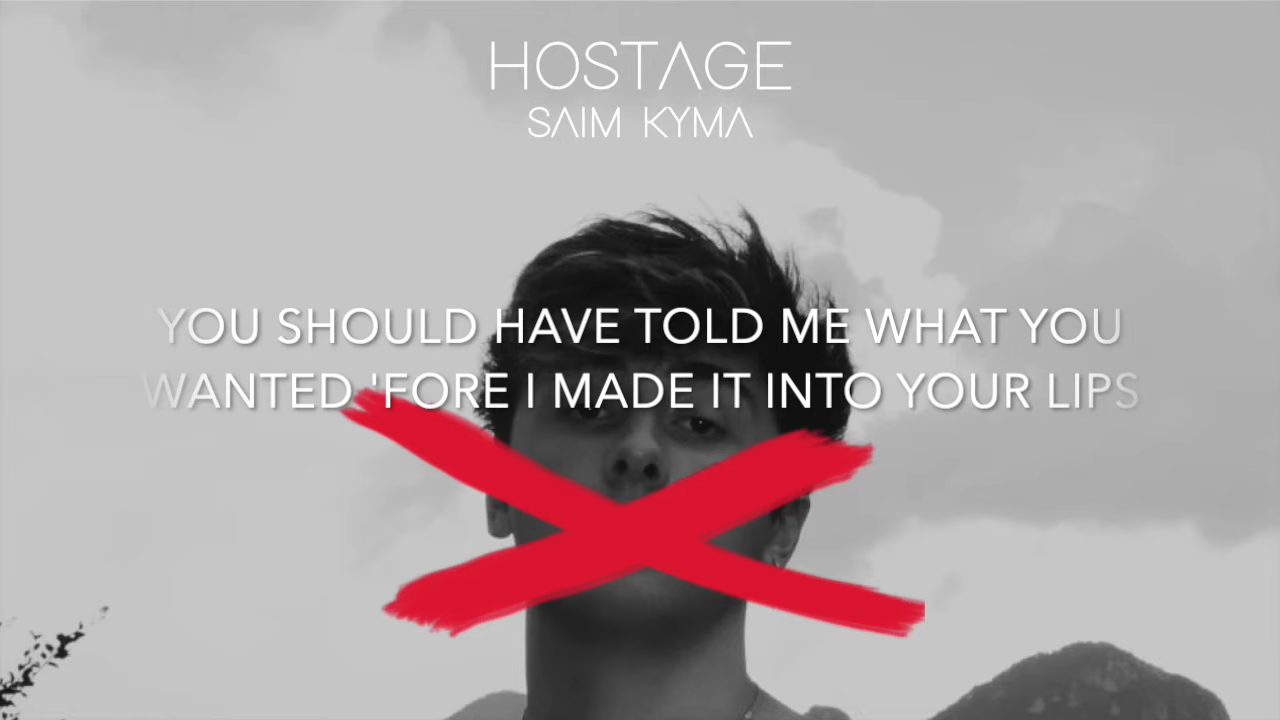 HOSTAGE
SAIM KYMA
YOU SHOULD HAVE TOLD ME WHAT YOU
WANTED 'FORE I MADE IT INTO YOUR LIPS